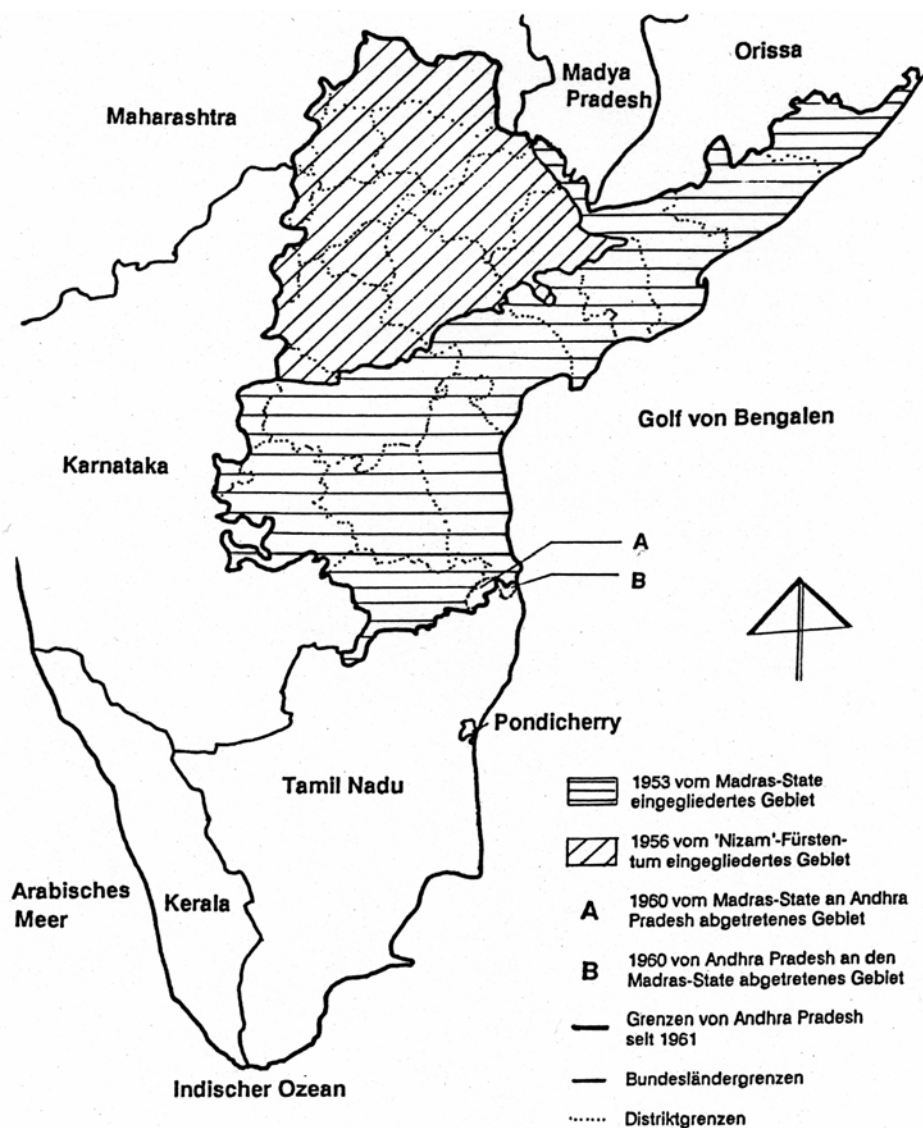 Orissa
Madya
Pradesh
Maharashtra
Golf von Bengalen
Karnataka
A
B
Pondicherry
Tamil Nadu
Arabisches
Meer
Kerala
Indischer Ozean
1953 vom Madras-State
eingegliedertes Gebiet
1956 vom 'Nizam'-Fürsten-
tum eingegliedertes Gebiet
A
1960 vom Madras-State an Andhra
Pradesh abgetretenes Gebiet
B
1960 von Andhra Pradesh an den
Madras-State abgetretenes Gebiet
Grenzen von Andhra Pradesh
seit 1961
Bundesländergrenzen
Distriktgrenzen